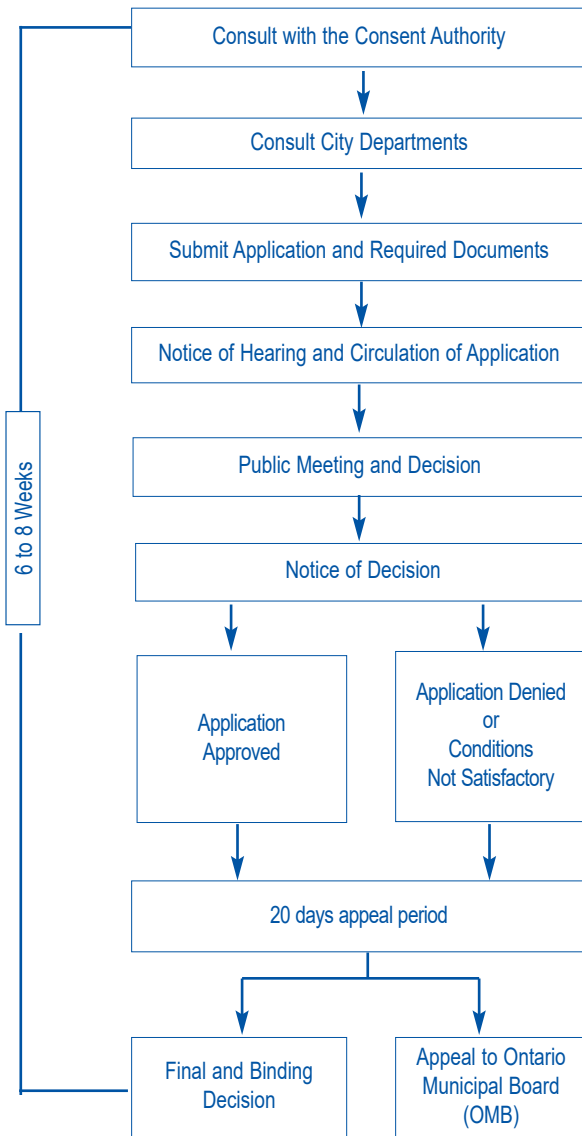 Consult with the Consent Authority
Consult City Departments
Submit Application and Required Documents
Notice of Hearing and Circulation of Application
6 to 8 Weeks
Public Meeting and Decision
Notice of Decision
Application
Approved
Application Denied
or
Conditions
Not Satisfactory
20 days appeal period
Final and Binding
Decision
Appeal to Ontario
Municipal Board
(OMB)